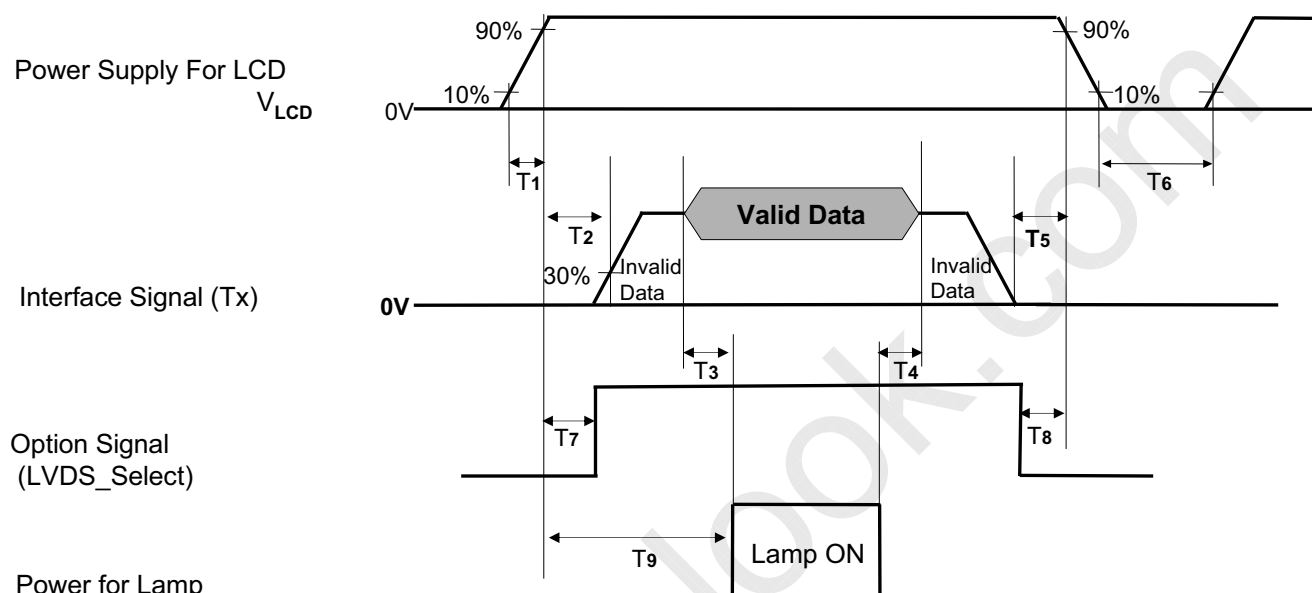 90%
90%
Power Supply For LCD
VLCD
10%
10%
0V
T1
T6
Valid Data
T2
T5
30%
Invalid
Data
Invalid
Data
Interface Signal (Tx)
0V
T3
T4
T7
T8
Option Signal
(LVDS_Select)
T9
Lamp ON
Power for Lamp
look.com